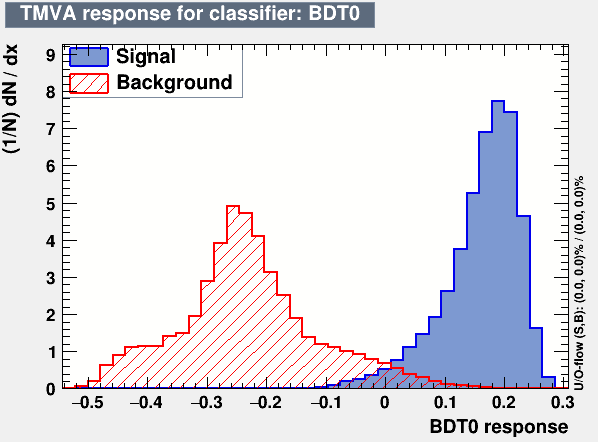 TMVA response for classifier: BDT0
(1/N) dN / dx
Signal
Background
9
8
7
6
5
4
3
2
1
0
−0.5 −0.4 −0.3 −0.2 −0.1 0 0.1 0.2 0.3
BDT0 response
U/O-flow (S,B): (0.0, 0.0)% / (0.0, 0.0)%